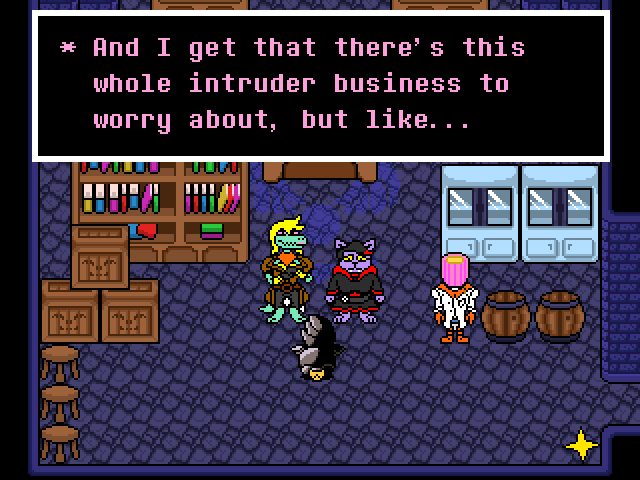 * And I get that there's this
whole intruder business to
worry about, but like...